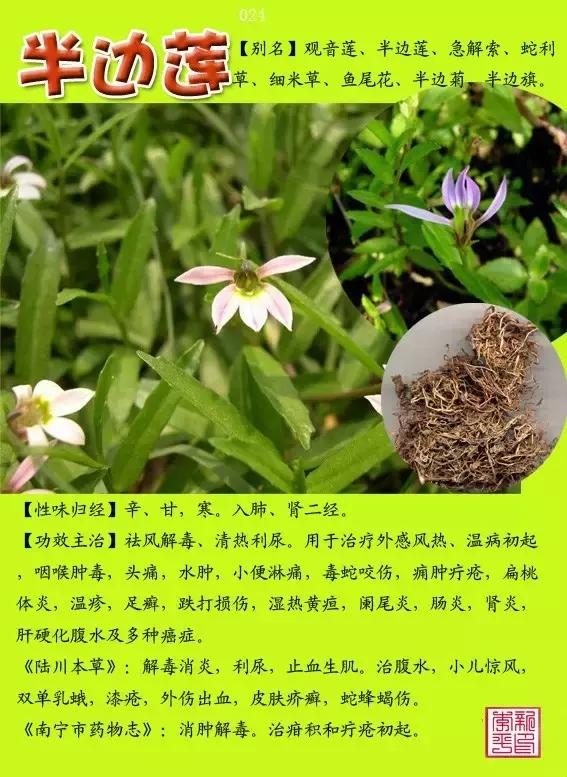 024
半边莲
【别名】观音莲、半边莲、急解索、蛇利
草、细米草、鱼尾花、半边菊 半边旗。
【性味归经】辛、甘，寒。入肺、肾二经。
【功效主治】祛风解毒、清热利尿。用于治疗外感风热、温病初起
，咽喉肿毒，头痛，水肿，小便淋痛，毒蛇咬伤，痈肿疔疮，扁桃
体炎，湿疹，足癣，跌打损伤，湿热黄疸，阑尾炎，肠炎，肾炎，
肝硬化腹水及多种癌症。
《陆川本草》：解毒消炎，利尿，止血生肌。治腹水，小儿惊风，
双单乳蛾，漆疮，外伤出血，皮肤疥癣，蛇蜂蝎伤。
《南宁市药物志》：消肿解毒。治疳积和疔疮初起。